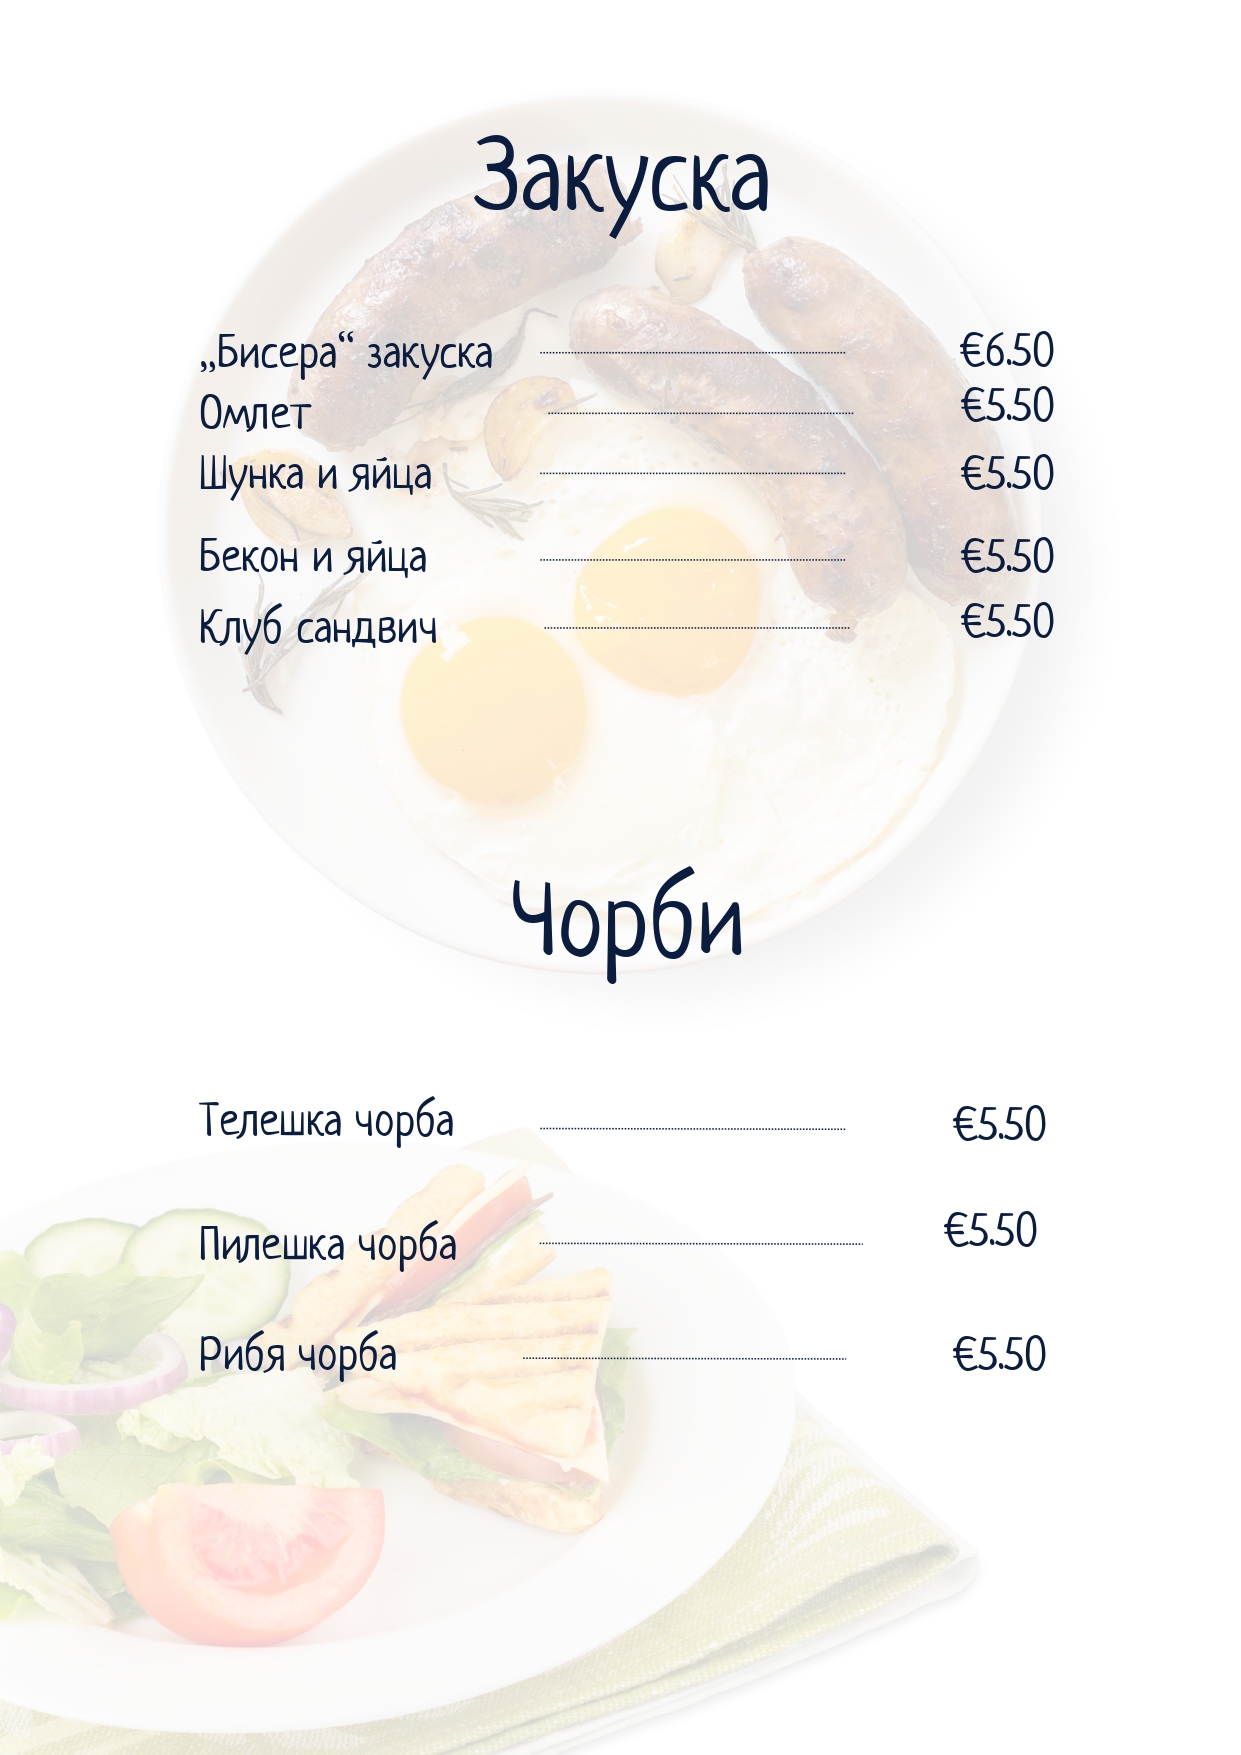 Закуска
„Бисера“ закуска ........ €6.50
Омлет ........ €5.50
Шунка и яйца ........ €5.50
Бекон и яйца ........ €5.50
Клуб сандвич ........ €5.50
Чорби
Телешка чорба ........ €5.50
Пилешка чорба ........ €5.50
Рибя чорба ........ €5.50